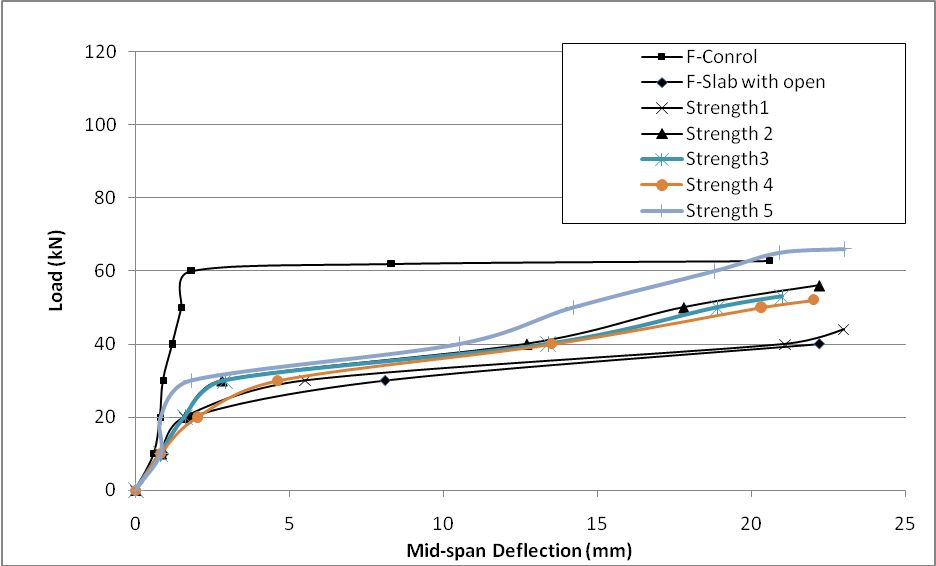 120
100
80
60
40
20
0
Load (kN)
F-Conrol
F-Slab with open
Strength1
Strength 2
Strength3
Strength 4
Strength 5
0 5 10 15 20 25
Mid-span Deflection (mm)